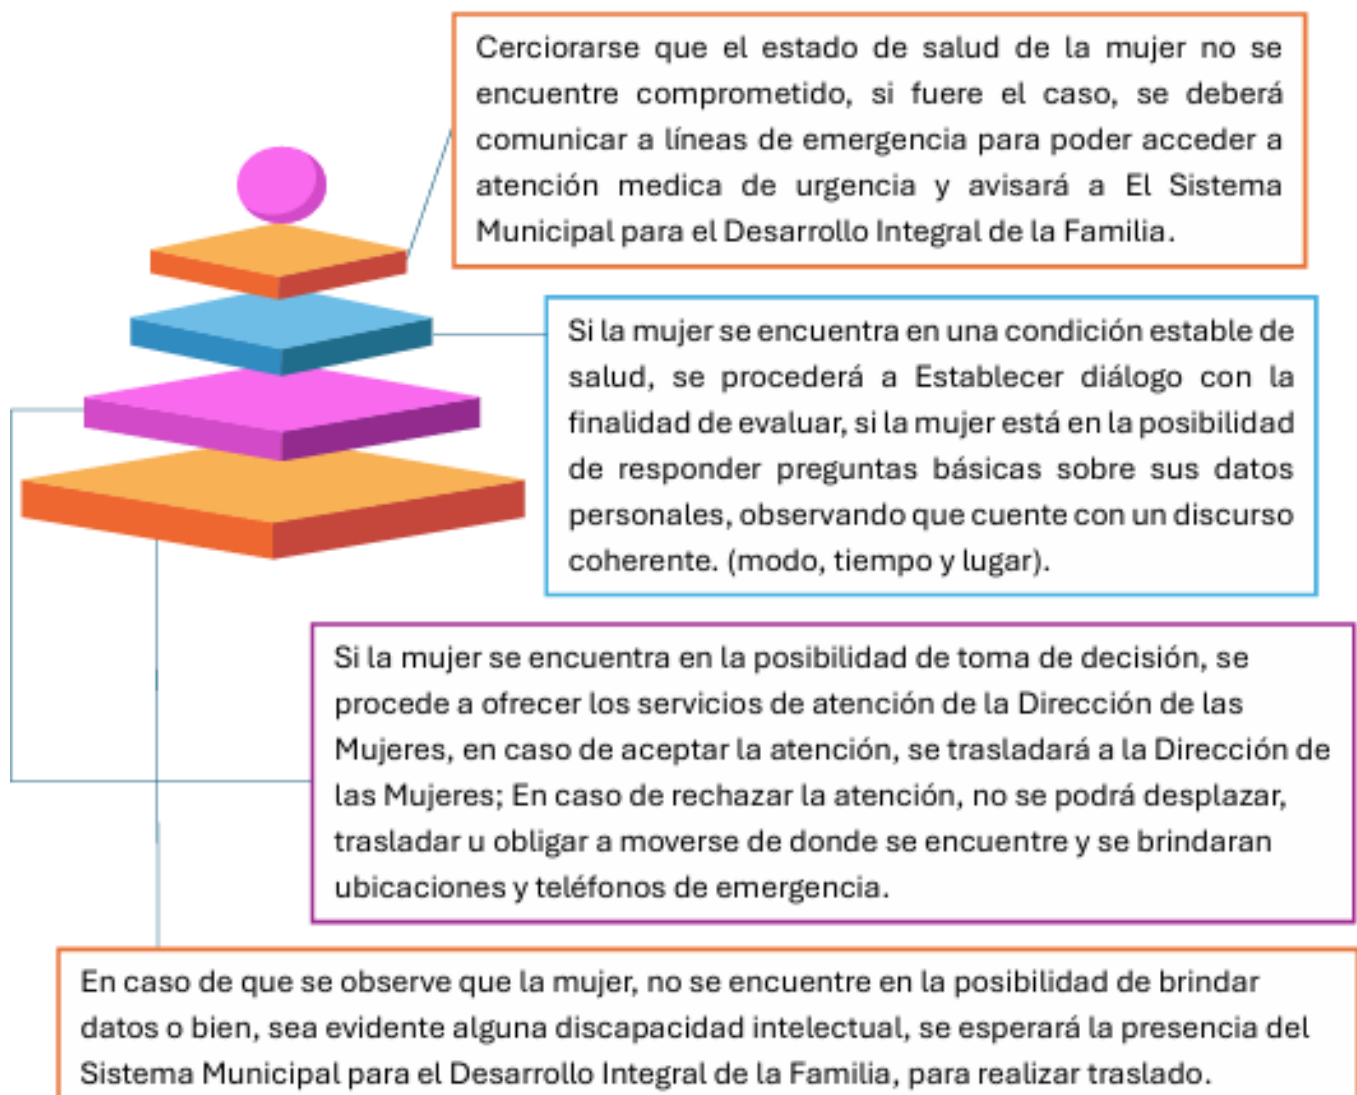 Cerciorarse que el estado de salud de la mujer no se
encuentre comprometido, si fuere el caso, se deberá
comunicar a líneas de emergencia para poder acceder a
atención medica de urgencia y avisará a El Sistema
Municipal para el Desarrollo Integral de la Familia.
Si la mujer se encuentra en una condición estable de
salud, se procederá a Establecer diálogo con la
finalidad de evaluar, si la mujer está en la posibilidad
de responder preguntas básicas sobre sus datos
personales, observando que cuente con un discurso
coherente. (modo, tiempo y lugar).
Si la mujer se encuentra en la posibilidad de toma de decisión, se
procede a ofrecer los servicios de atención de la Dirección de las
Mujeres, en caso de aceptar la atención, se trasladará a la Dirección de
las Mujeres; En caso de rechazar la atención, no se podrá desplazar,
trasladar u obligar a moverse de donde se encuentre y se brindaran
ubicaciones y teléfonos de emergencia.
En caso de que se observe que la mujer, no se encuentre en la posibilidad de brindar
datos o bien, sea evidente alguna discapacidad intelectual, se esperará la presencia del
Sistema Municipal para el Desarrollo Integral de la Familia, para realizar traslado.